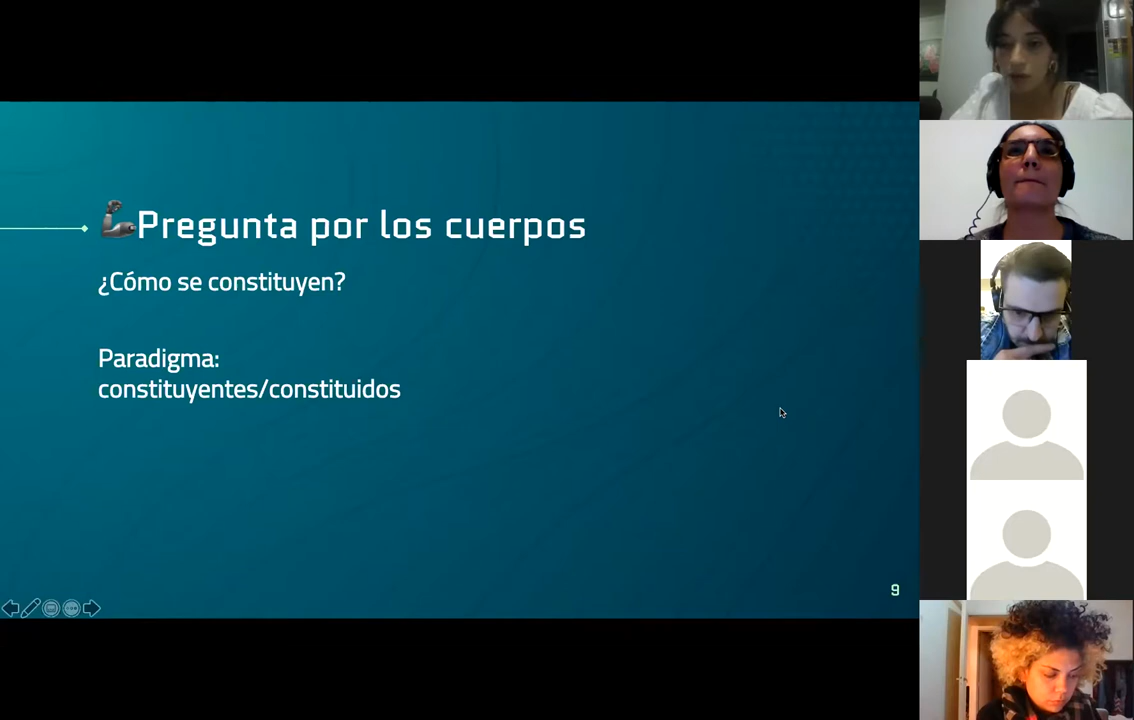 Pregunta por los cuerpos
¿Cómo se constituyen?
Paradigma:
constituyentes/constituidos
9